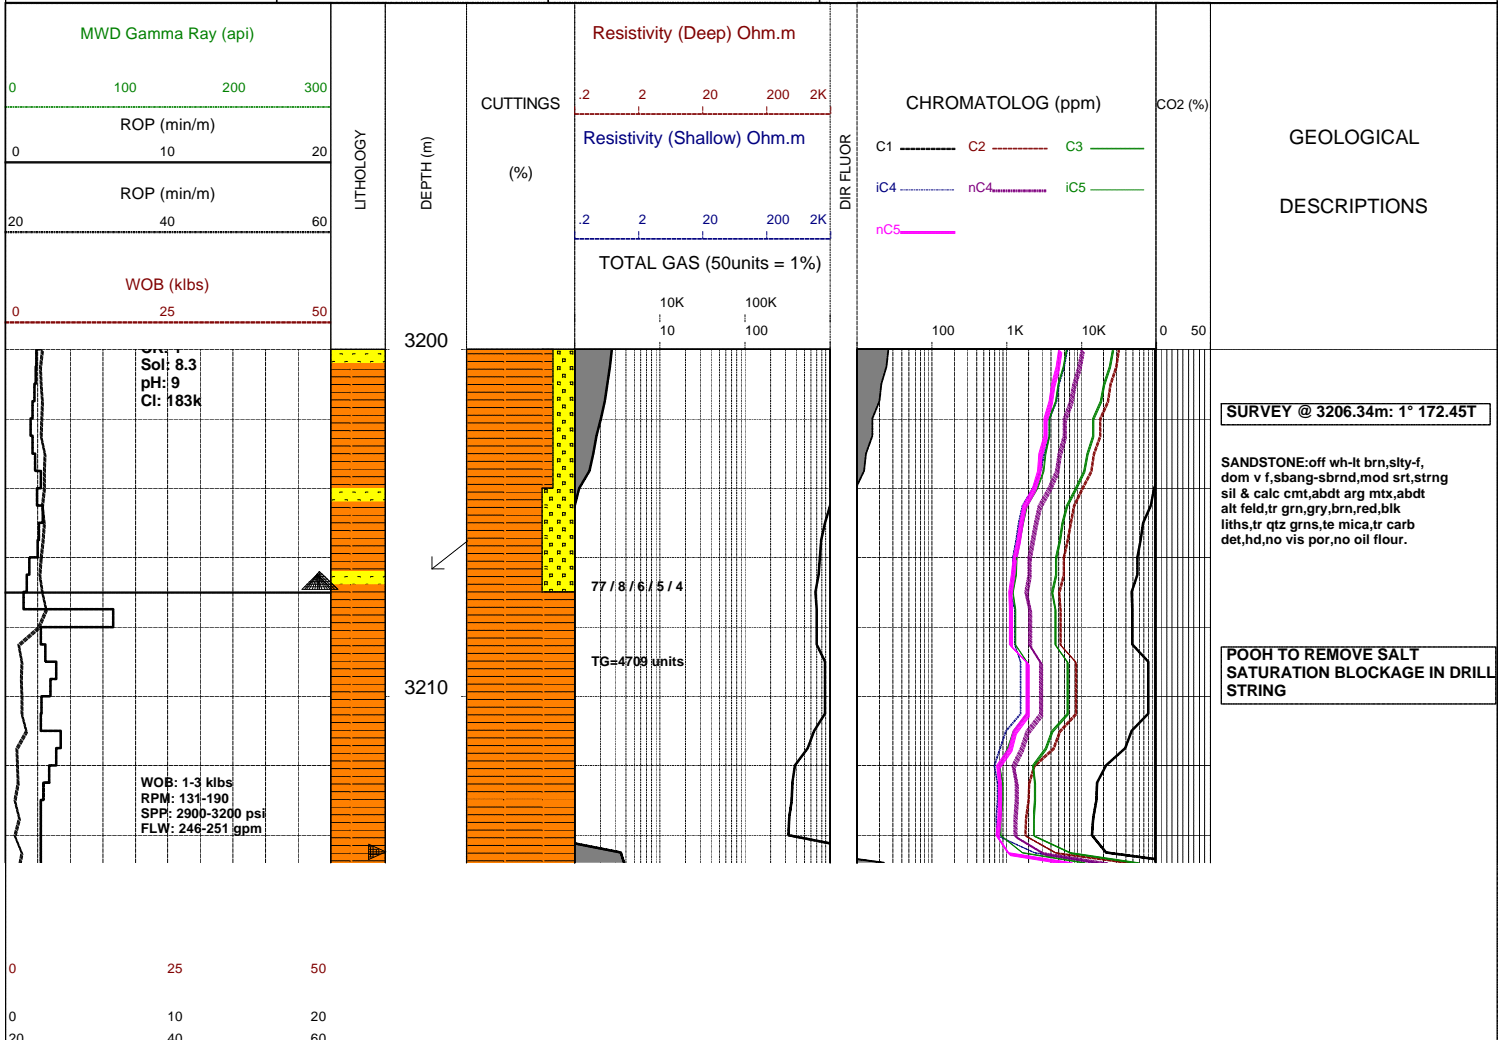 MWD Gamma Ray (api)
0 100 200 300
ROP (min/m)
0 10 20
ROP (min/m)
20 40 60
WOB (klbs)
0 25 50
LITHOLOGY
DEPTH (m)
CUTTINGS
(%)
Resistivity (Deep) Ohm.m
.2 2 20 200 2K
Resistivity (Shallow) Ohm.m
.2 2 20 200 2K
TOTAL GAS (50units = 1%)
10K 100K
10 100
DIR FLUOR
CHROMATOLOG (ppm)
C1 C2 C3
iC4 nC4 iC5
nC5
100 1K 10K
CO2 (%)
0 50
GEOLOGICAL
DESCRIPTIONS
3200
Sol: 8.3
pH: 9
Cl: 183k
SURVEY @ 3206.34m: 1° 172.45T
SANDSTONE:off wh-lt brn,slty-f,
dom v f,sbang-sbrnd,mod srt,strng
sil & calc cmt,abdt arg mtx,abdt
alt feld,tr grn,gry,brn,red,blk
liths,tr qtz grns,te mica,tr carb
det,hd,no vis por,no oil flour.
77 / 8 / 6 / 5 / 4
TG=4709 units
3210
POOH TO REMOVE SALT
SATURATION BLOCKAGE IN DRILL
STRING
WOB: 1-3 klbs
RPM: 131-190
SPP: 2900-3200 psi
FLW: 246-251 gpm
0 25 50
0 10 20
20 40 60